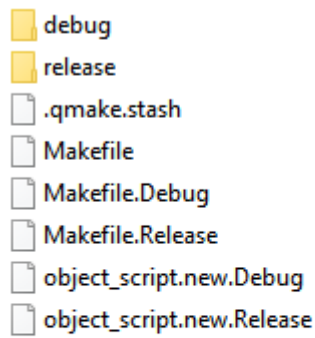 debug
release
.qmake.stash
Makefile
Makefile.Debug
Makefile.Release
object_script.new.Debug
object_script.new.Release